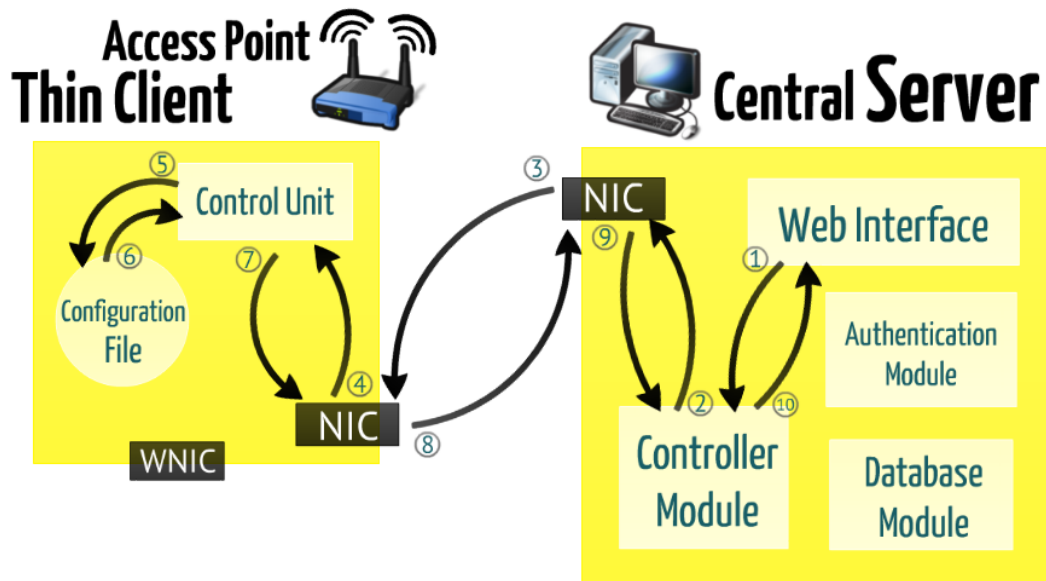 Access Point
Thin Client
Central Server
⑤
Control Unit
⑥
⑦
Configuration
File
④
NIC
WNIC
③
⑧
NIC
⑨
Web Interface
①
Authentication
Module
②
⑩
Controller
Module
Database
Module